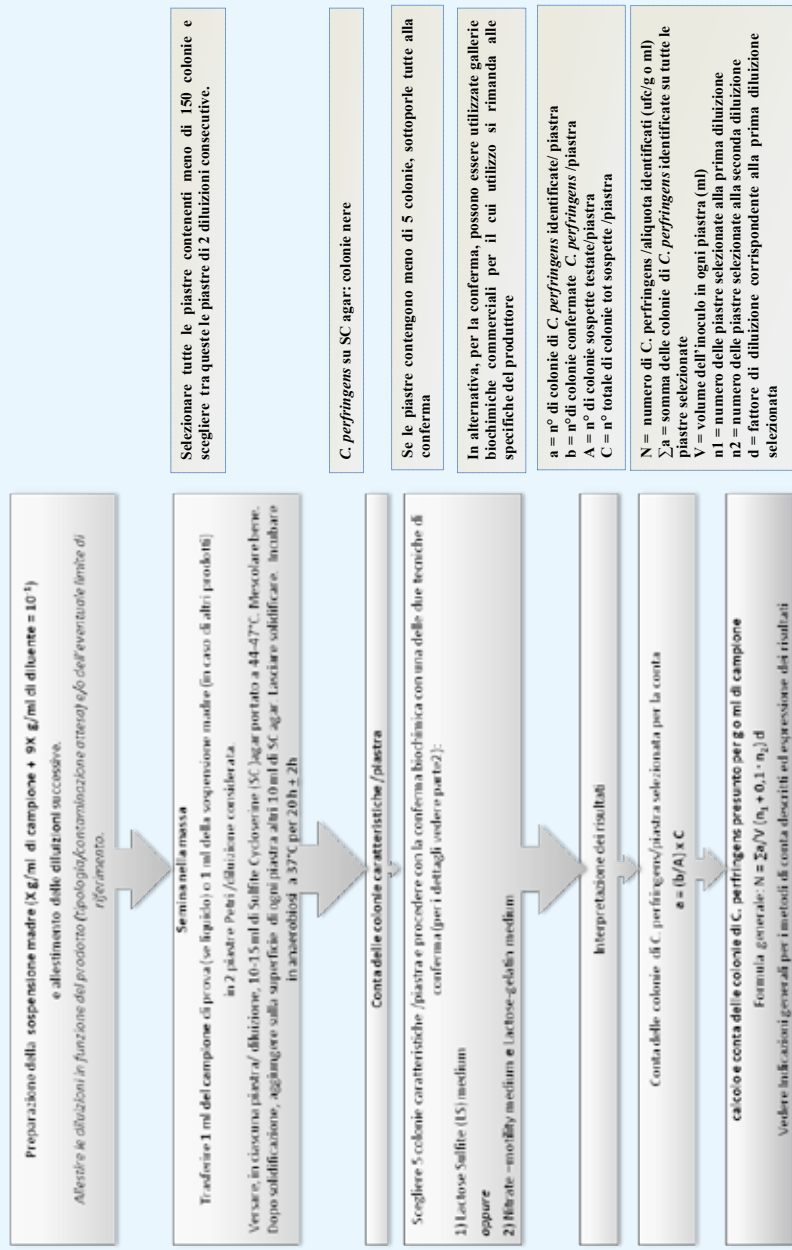 Preparazione della sospensione madre (X g/ml di campione + 9X g/ml di diluente = 10⁻¹)
e allestimento delle diluizioni successive.
Allestire le diluizioni in funzione del prodotto (tipologia/contaminazione attesa) e/o dell'eventuale limite di
riferimento.
Semina nella massa
Trasferire 1 ml del campione di prova (se liquido) o 1 ml della sospensione madre (in caso di altri prodotti)
in 2 piastre Petri /diluizione considerata.
Versare, in ciascuna piastra/ diluizione, 10-15 ml di Sulfite Cycloserine (SC )agar portato a 44-47°C. Mescolare bene.
Dopo solidificazione, aggiungere sulla superficie di ogni piastra altri 10 ml di SC agar. Lasciare solidificare. Incubare
in anaerobiosi a 37°C per 20h ± 2h
Selezionare tutte le piastre contenenti meno di 150 colonie e
scegliere tra queste le piastre di 2 diluizioni consecutive.
Conta delle colonie caratteristiche /piastra
C. perfringens su SC agar: colonie nere
Scegliere 5 colonie caratteristiche /piastra e procedere con la conferma biochimica con una delle due tecniche di
conferma (per i dettagli vedere parte2):
1) Lactose Sulfite (LS) medium
oppure
2) Nitrate –motility medium e Lactose-gelatin medium
Se le piastre contengono meno di 5 colonie, sottoporle tutte alla
conferma
In alternativa, per la conferma, possono essere utilizzate gallerie
biochimiche commerciali per il cui utilizzo si rimanda alle
specifiche del produttore
Interpretazione dei risultati
Conta delle colonie di C. perfringens/piastra selezionata per la conta
a = (b/A) x C
a = n° di colonie di C. perfringens identificate/ piastra
b = n°di colonie confermate C. perfringens /piastra
A = n° di colonie sospette testate/piastra
C = n° totale di colonie tot sospette /piastra
calcolo e conta delle colonie di C. perfringens presunto per g o ml di campione
Formula generale: N = ∑a/V (n₁ + 0,1 · n₂) d
Vedere Indicazioni generali per i metodi di conta descritti ed espressione dei risultati
N = numero di C. perfringens /aliquota identificati (ufc/g o ml)
∑a = somma delle colonie di C. perfringens identificate su tutte le
piastre selezionate
V = volume dell'inoculo in ogni piastra (ml)
n1 = numero delle piastre selezionate alla prima diluizione
n2 = numero delle piastre selezionate alla seconda diluizione
d = fattore di diluizione corrispondente alla prima diluizione
selezionata